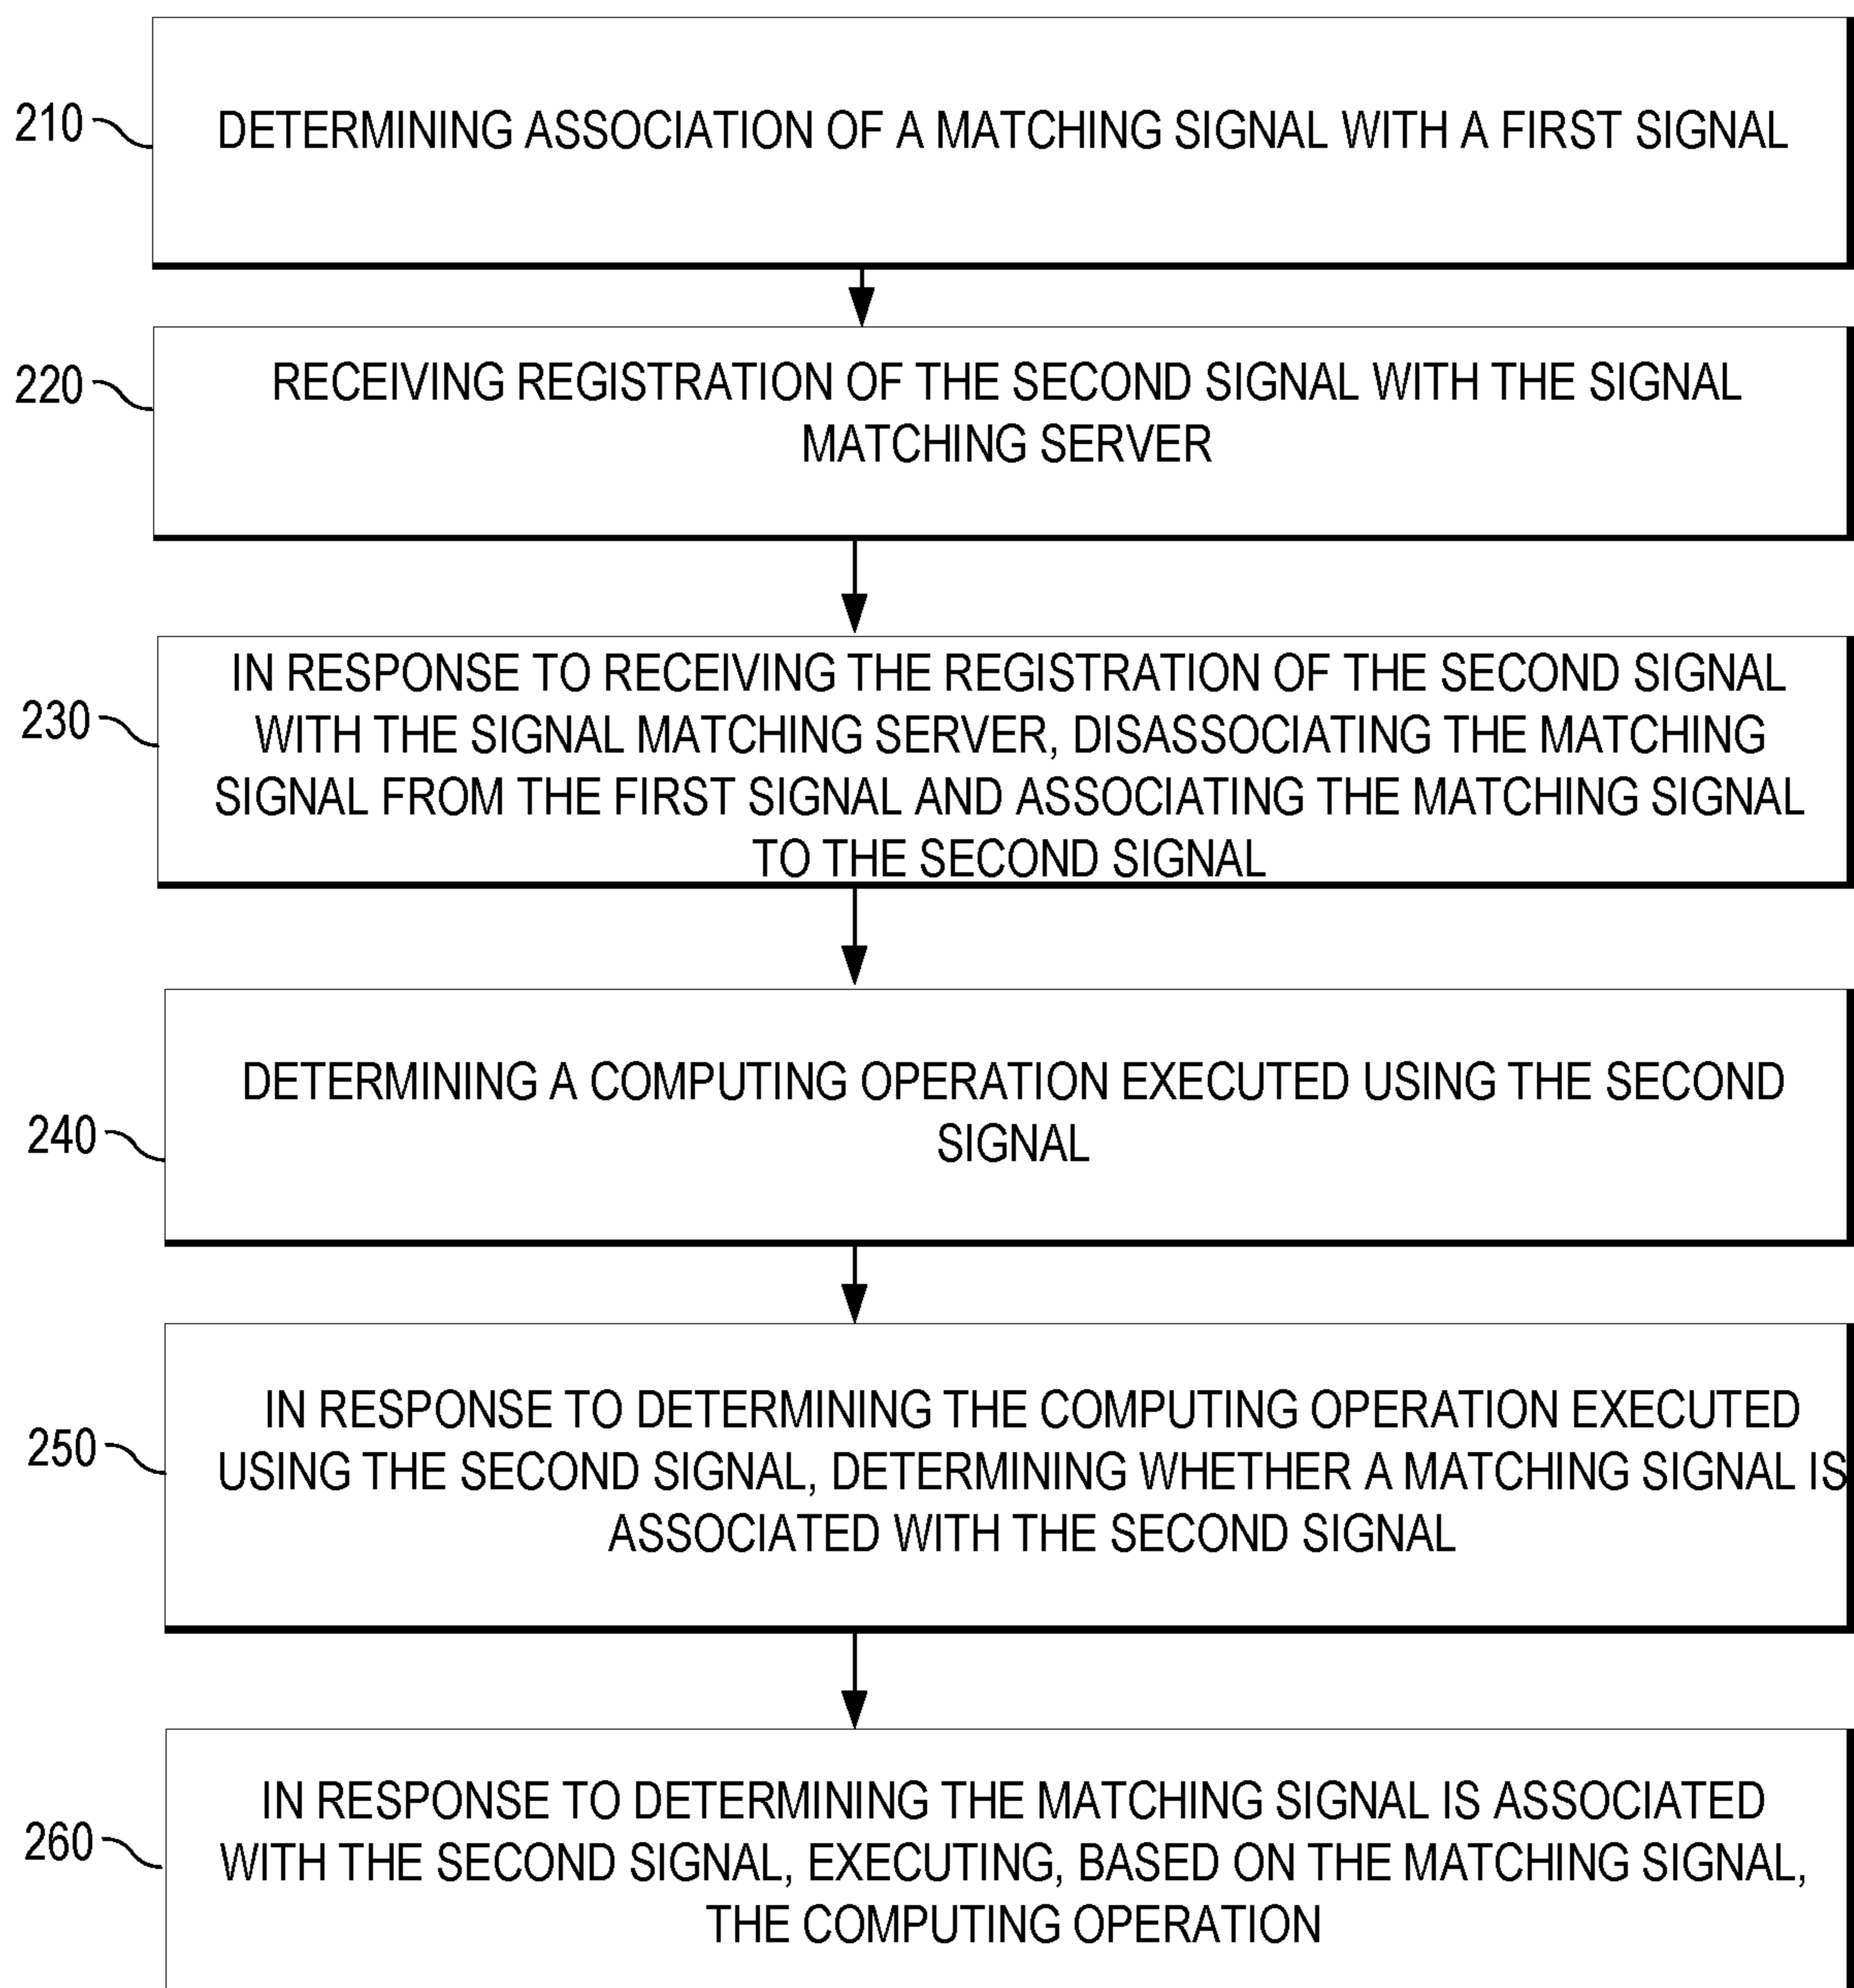 210
DETERMINING ASSOCIATION OF A MATCHING SIGNAL WITH A FIRST SIGNAL
220
RECEIVING REGISTRATION OF THE SECOND SIGNAL WITH THE SIGNAL
MATCHING SERVER
230
IN RESPONSE TO RECEIVING THE REGISTRATION OF THE SECOND SIGNAL
WITH THE SIGNAL MATCHING SERVER, DISASSOCIATING THE MATCHING
SIGNAL FROM THE FIRST SIGNAL AND ASSOCIATING THE MATCHING SIGNAL
TO THE SECOND SIGNAL
240
DETERMINING A COMPUTING OPERATION EXECUTED USING THE SECOND
SIGNAL
250
IN RESPONSE TO DETERMINING THE COMPUTING OPERATION EXECUTED
USING THE SECOND SIGNAL, DETERMINING WHETHER A MATCHING SIGNAL IS
ASSOCIATED WITH THE SECOND SIGNAL
260
IN RESPONSE TO DETERMINING THE MATCHING SIGNAL IS ASSOCIATED
WITH THE SECOND SIGNAL, EXECUTING, BASED ON THE MATCHING SIGNAL,
THE COMPUTING OPERATION